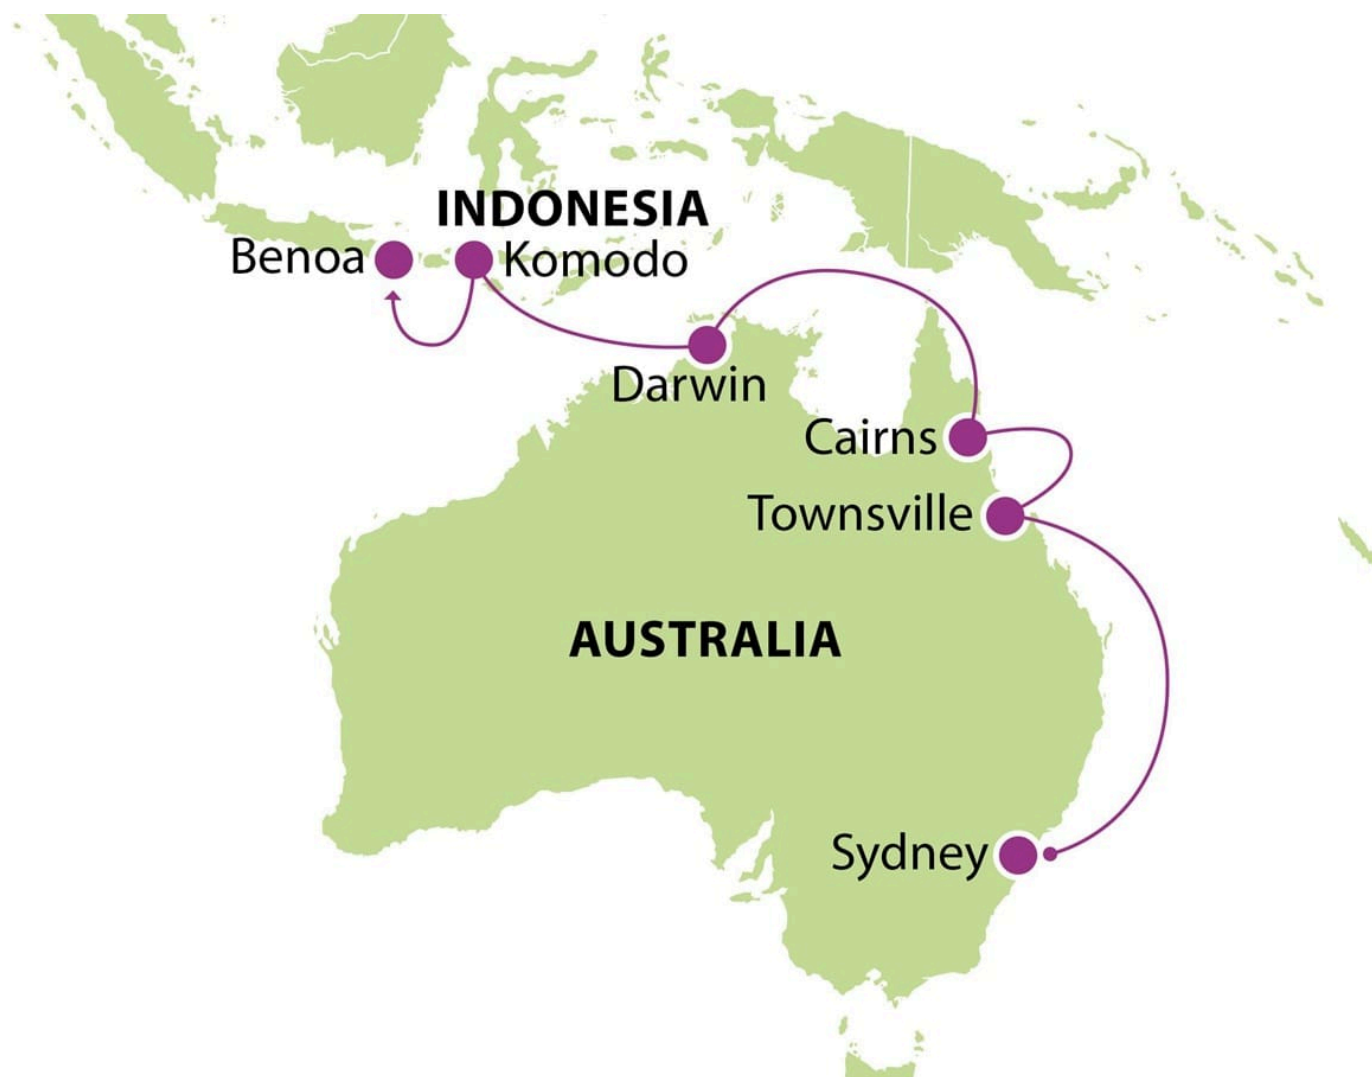 INDONESIA
Benoa
Komodo
Darwin
Cairns
Townsville
AUSTRALIA
Sydney